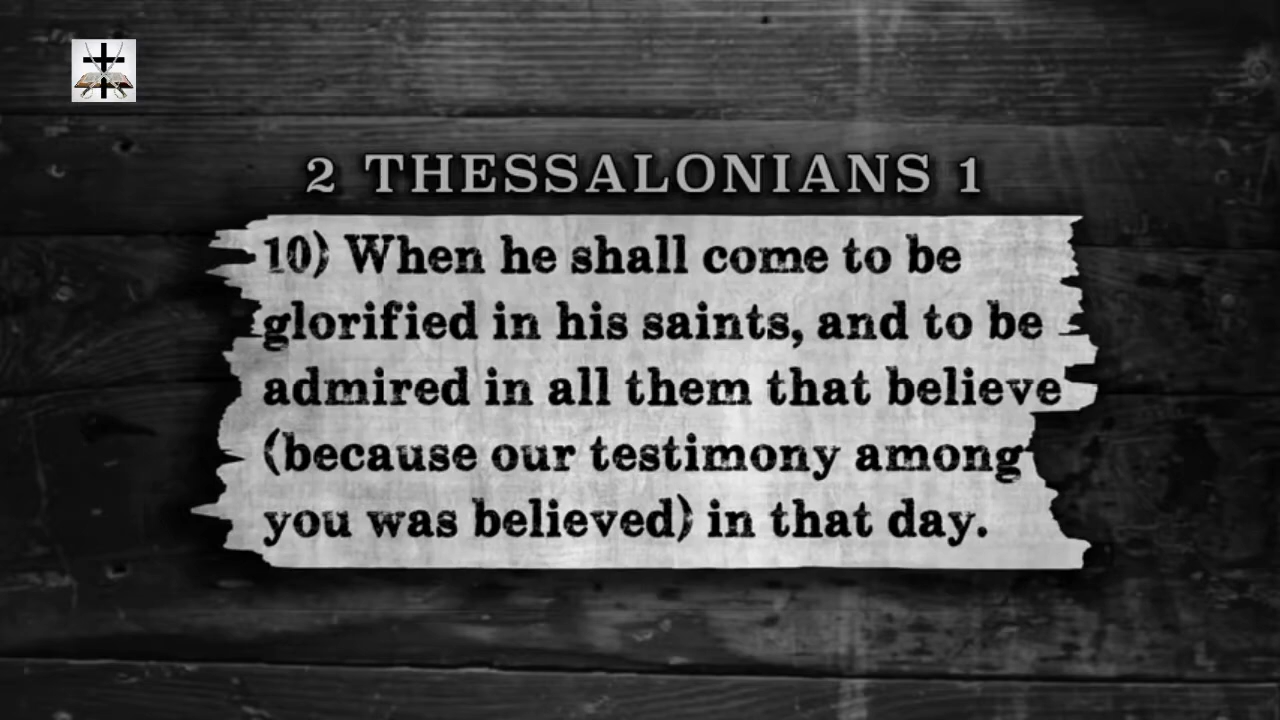 2 THESSALONIANS 1
10) When he shall come to be
glorified in his saints, and to be
admired in all them that believe
(because our testimony among
you was believed) in that day.